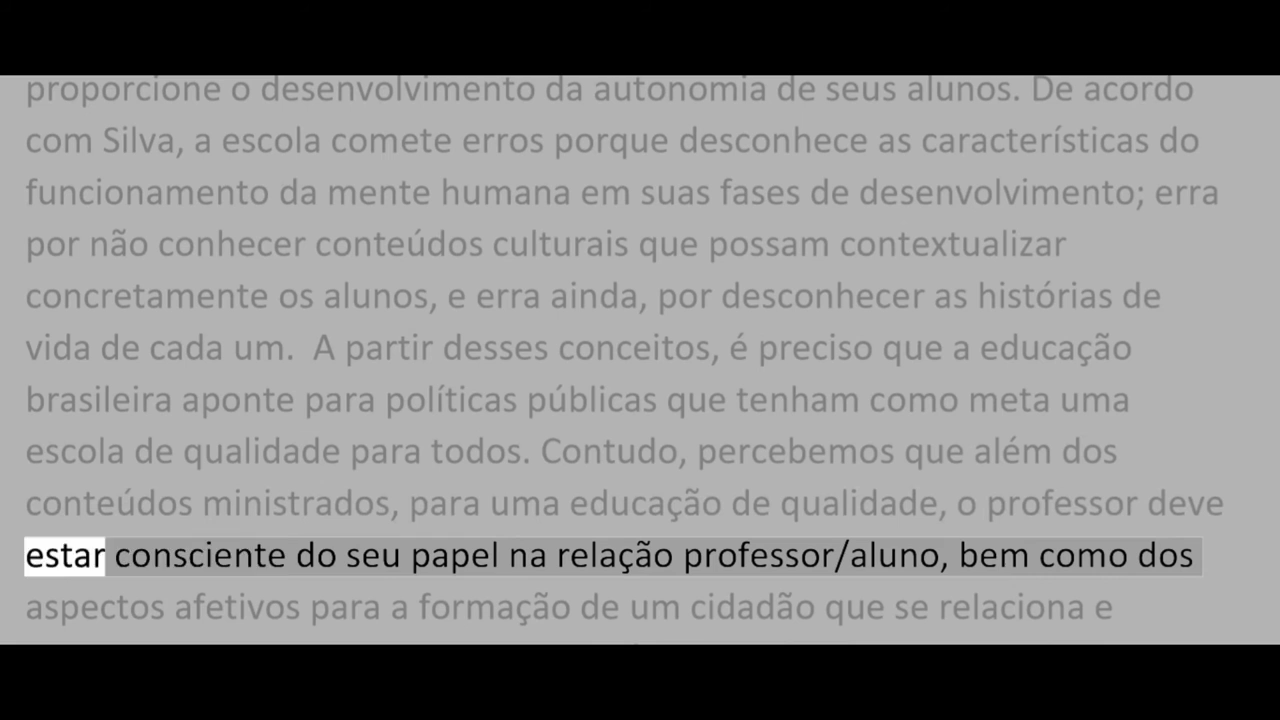 proporcione o desenvolvimento da autonomia de seus alunos. De acordo
com Silva, a escola comete erros porque desconhece as características do
funcionamento da mente humana em suas fases de desenvolvimento; erra
por não conhecer conteúdos culturais que possam contextualizar
concretamente os alunos, e erra ainda, por desconhecer as histórias de
vida de cada um.  A partir desses conceitos, é preciso que a educação
brasileira aponte para políticas públicas que tenham como meta uma
escola de qualidade para todos. Contudo, percebemos que além dos
conteúdos ministrados, para uma educação de qualidade, o professor deve
estar consciente do seu papel na relação professor/aluno, bem como dos
aspectos afetivos para a formação de um cidadão que se relaciona e